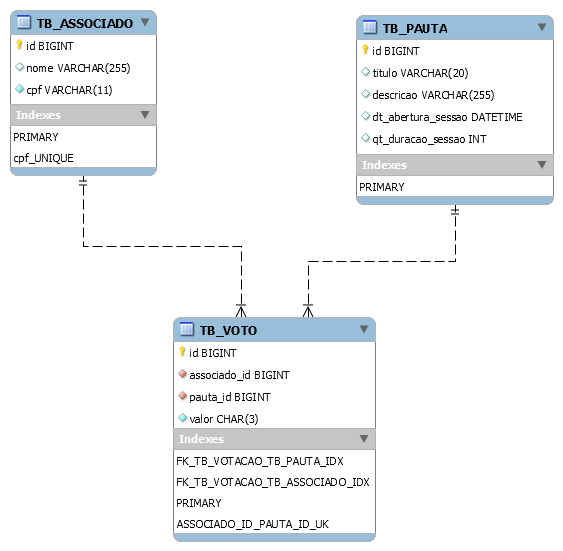 TB_ASSOCIADO
id BIGINT
nome VARCHAR(255)
cpf VARCHAR(11)
Indexes
PRIMARY
cpf_UNIQUE
TB_PAUTA
id BIGINT
titulo VARCHAR(20)
descricao VARCHAR(255)
dt_abertura_sessao DATETIME
qt_duracao_sessao INT
Indexes
PRIMARY
TB_VOTO
id BIGINT
associado_id BIGINT
pauta_id BIGINT
valor CHAR(3)
Indexes
FK_TB_VOTACAO_TB_PAUTA_IDX
FK_TB_VOTACAO_TB_ASSOCIADO_IDX
PRIMARY
ASSOCIADO_ID_PAUTA_ID_UK